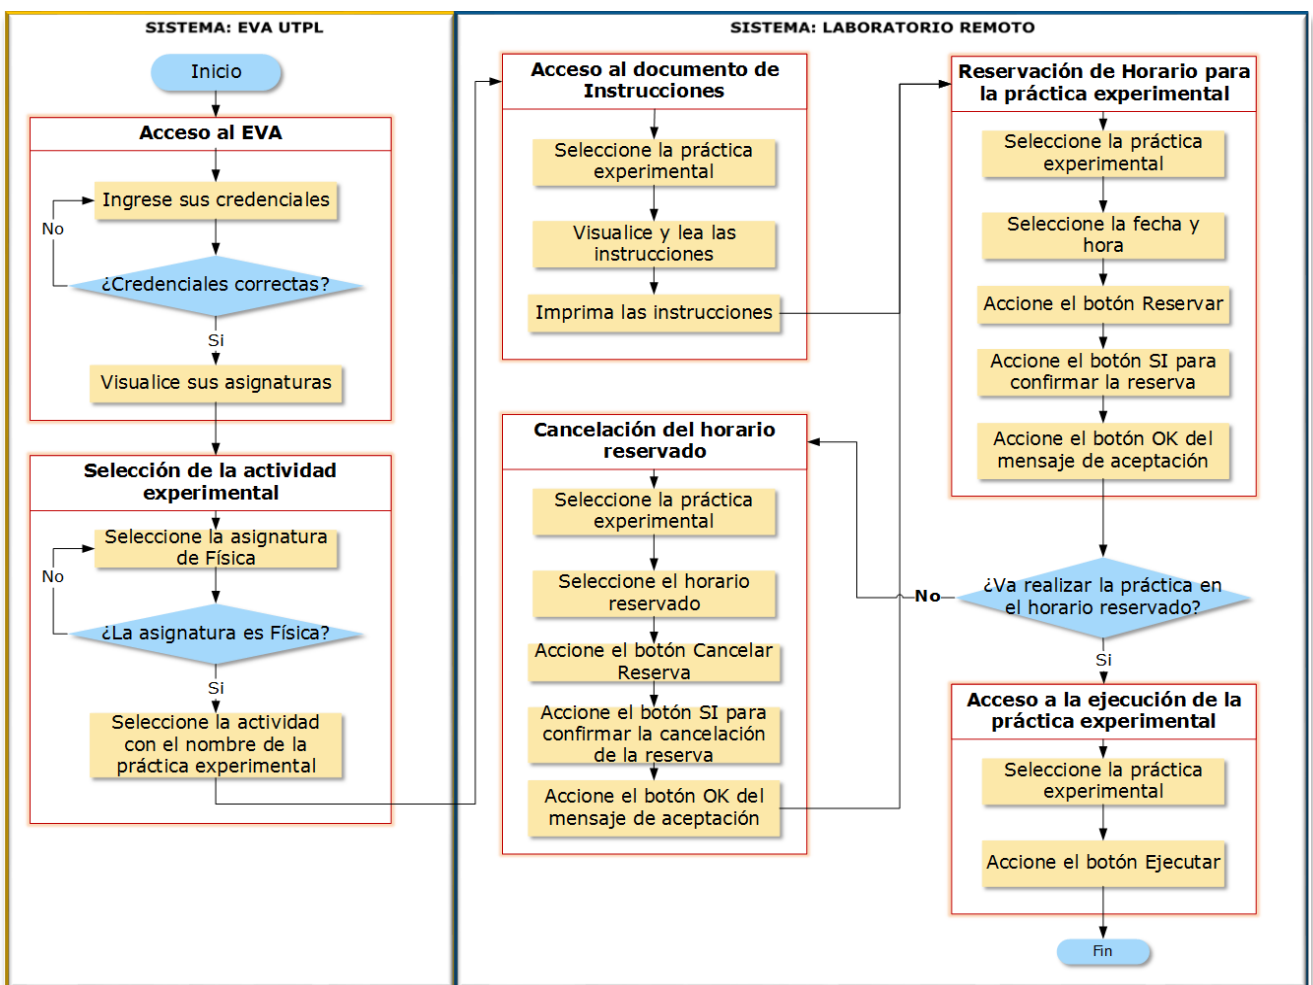 SISTEMA: EVA UTPL
Inicio
Acceso al EVA
Ingrese sus credenciales
No
¿Credenciales correctas?
Si
Visualice sus asignaturas
Selección de la actividad
experimental
Seleccione la asignatura
de Física
No
¿La asignatura es Física?
Si
Seleccione la actividad
con el nombre de la
práctica experimental
SISTEMA: LABORATORIO REMOTO
Acceso al documento de
Instrucciones
Seleccione la práctica
experimental
Visualice y lea las
instrucciones
Imprima las instrucciones
Cancelación del horario
reservado
Seleccione la práctica
experimental
Seleccione el horario
reservado
Accione el botón Cancelar
Reserva
Accione el botón SI para
confirmar la cancelación
de la reserva
Accione el botón OK del
mensaje de aceptación
Reservación de Horario para
la práctica experimental
Seleccione la práctica
experimental
Seleccione la fecha y
hora
Accione el botón Reservar
Accione el botón SI para
confirmar la reserva
Accione el botón OK del
mensaje de aceptación
¿Va realizar la práctica en
el horario reservado?
No
Si
Acceso a la ejecución de la
práctica experimental
Seleccione la práctica
experimental
Accione el botón Ejecutar
Fin